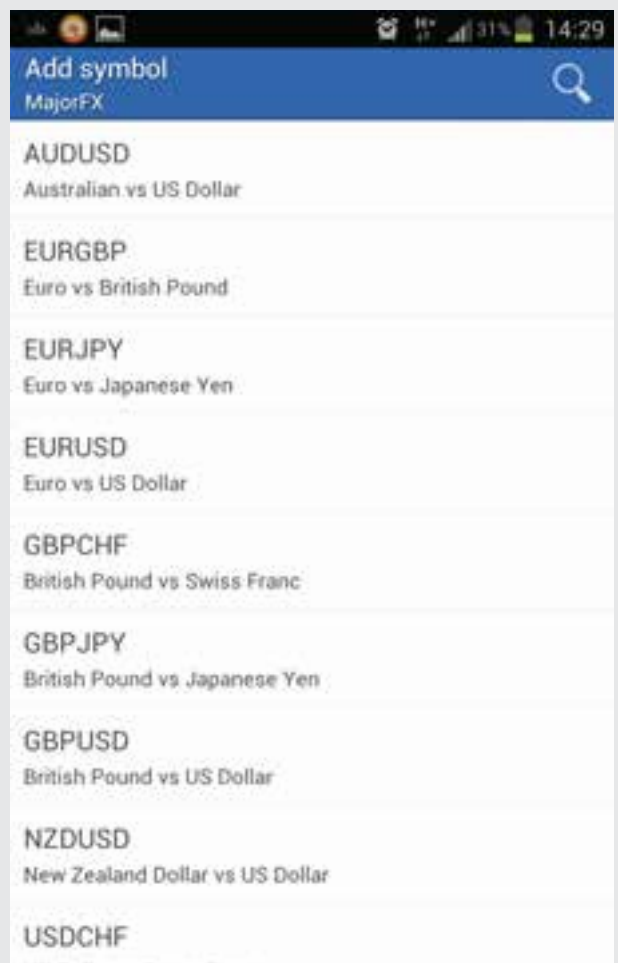 31% 14:29
Add symbol
MajorFX
AUDUSD
Australian vs US Dollar
EURGBP
Euro vs British Pound
EURJPY
Euro vs Japanese Yen
EURUSD
Euro vs US Dollar
GBPCHF
British Pound vs Swiss Franc
GBPJPY
British Pound vs Japanese Yen
GBPUSD
British Pound vs US Dollar
NZDUSD
New Zealand Dollar vs US Dollar
USDCHF